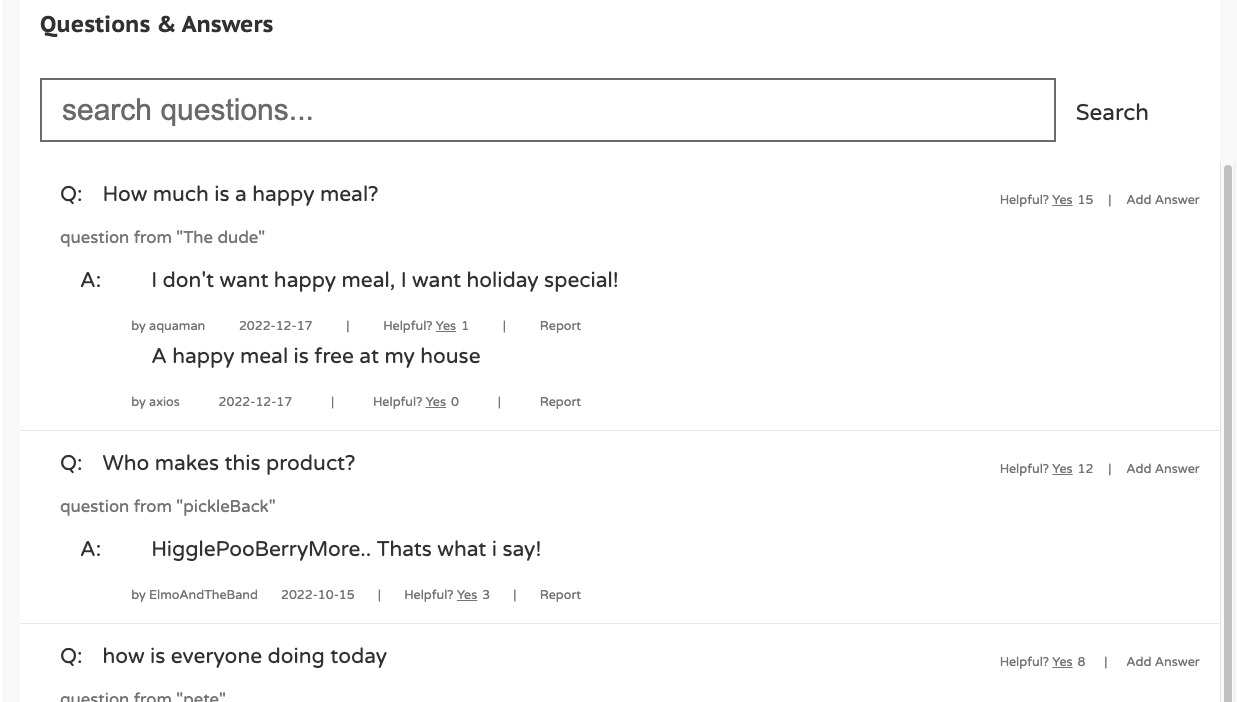 Questions & Answers
search questions...
Search
Q: How much is a happy meal?
Helpful? Yes 15 | Add Answer
question from "The dude"
A: I don't want happy meal, I want holiday special!
by aquaman 2022-12-17 | Helpful? Yes 1 | Report
A happy meal is free at my house
by axios 2022-12-17 | Helpful? Yes 0 | Report
Q: Who makes this product?
Helpful? Yes 12 | Add Answer
question from "pickleBack"
A: HigglePooBerryMore.. Thats what i say!
by ElmoAndTheBand 2022-10-15 | Helpful? Yes 3 | Report
Q: how is everyone doing today
Helpful? Yes 8 | Add Answer
question from "pete"